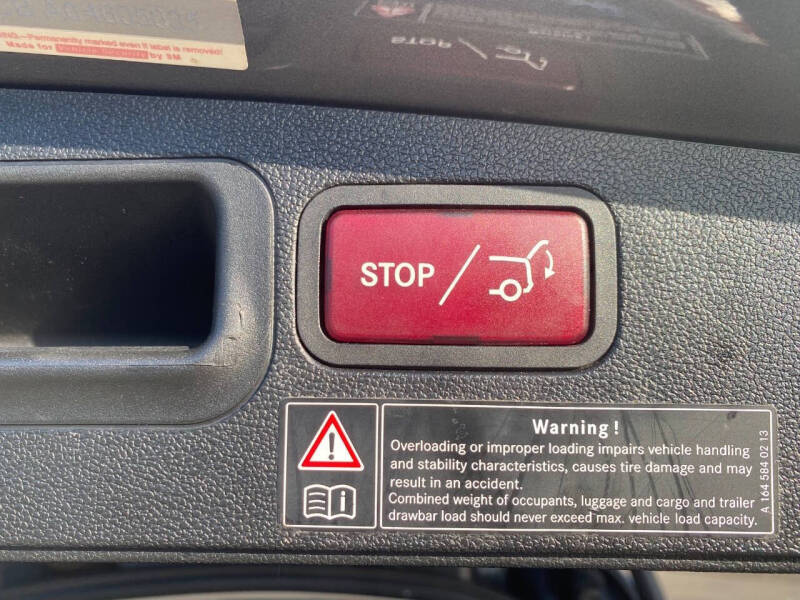 Permanently marked even if label is removed!
Made for Vehicle Security by 3M
STOP /
Warning !
Overloading or improper loading impairs vehicle handling
and stability characteristics, causes tire damage and may
result in an accident.
Combined weight of occupants, luggage and cargo and trailer
drawbar load should never exceed max. vehicle load capacity.
A 164 584 02 13